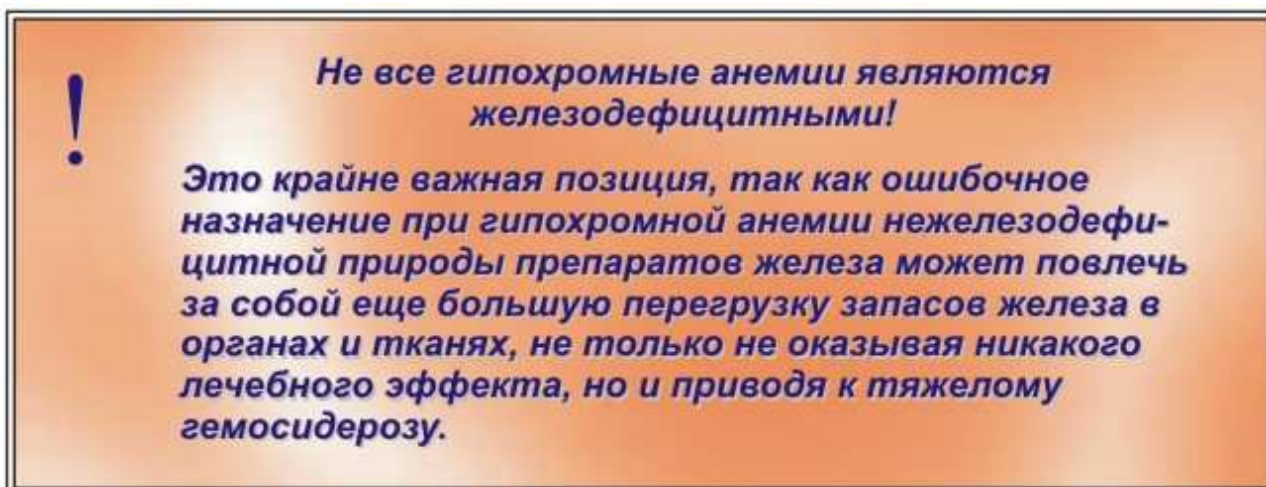 !
Не все гипохромные анемии являются
железодефицитными!
Это крайне важная позиция, так как ошибочное
назначение при гипохромной анемии нежелезодефи-
цитной природы препаратов железа может повлечь
за собой еще большую перегрузку запасов железа в
органах и тканях, не только не оказывая никакого
лечебного эффекта, но и приводя к тяжелому
гемосидерозу.